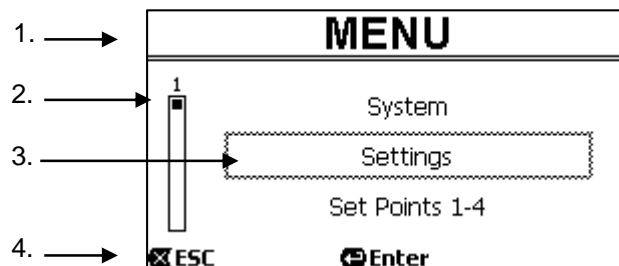 1. MENU
1
2.
System
3. Settings
Set Points 1-4
4. ESC Enter